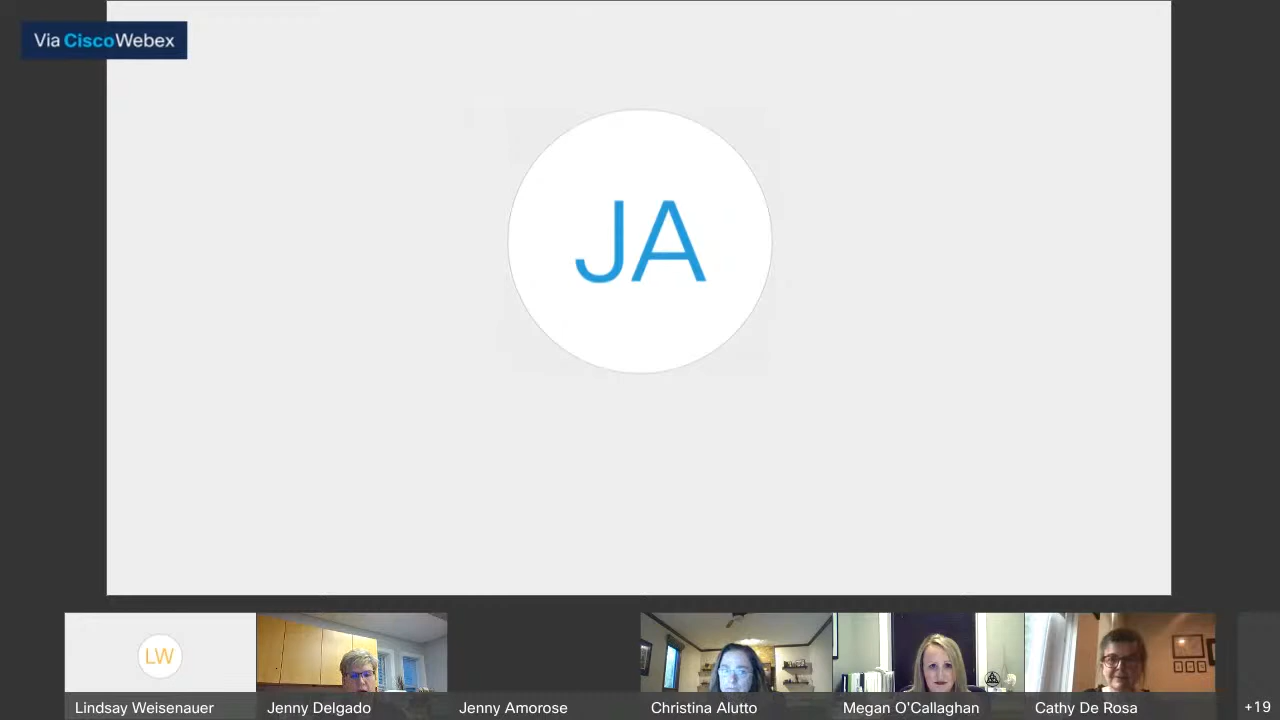 Via CiscoWebex
JA
LW
Lindsay Weisenauer
Jenny Delgado
Jenny Amorose
Christina Alutto
Megan O'Callaghan
Cathy De Rosa
+19